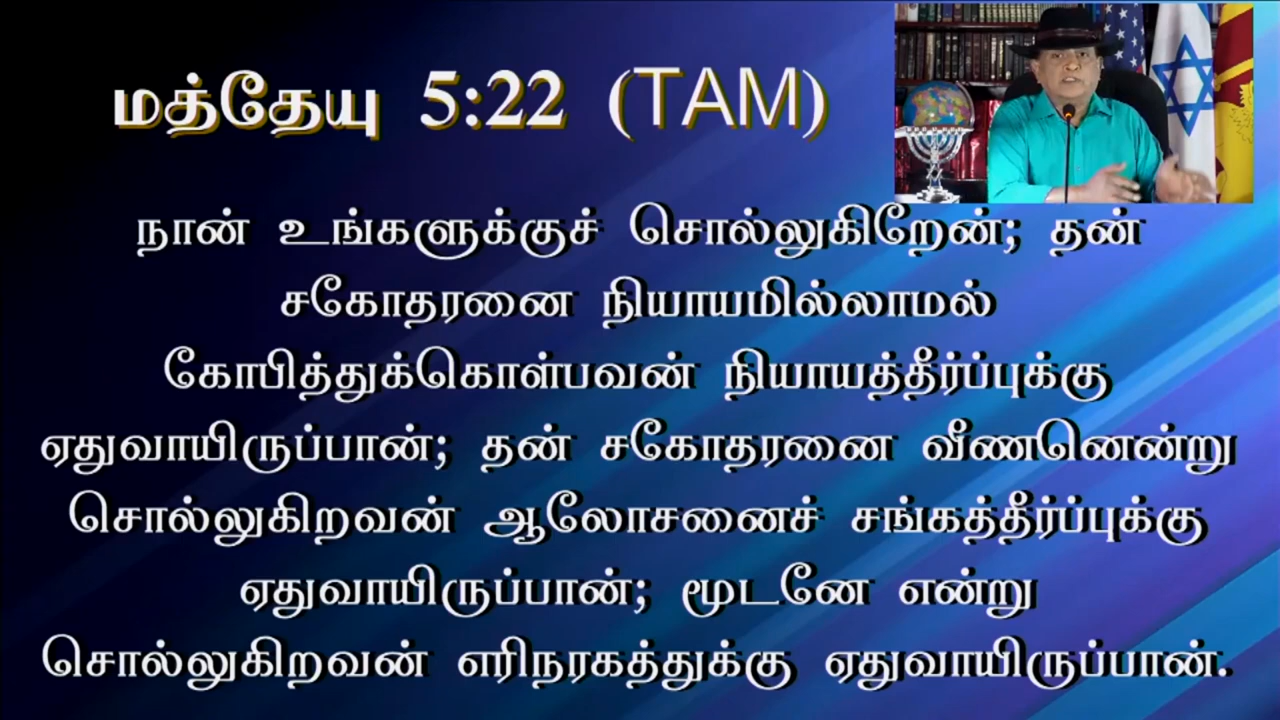 மத்தேயு 5:22 (TAM)
நான் உங்களுக்குச் சொல்லுகிறேன்; தன்
சகோதரனை நியாயமில்லாமல்
கோபித்துக்கொள்பவன் நியாயத்தீர்ப்புக்கு
ஏதுவாயிருப்பான்; தன் சகோதரனை வீணனென்று
சொல்லுகிறவன் ஆலோசனைச் சங்கத்தீர்ப்புக்கு
ஏதுவாயிருப்பான்; மூடனே என்று
சொல்லுகிறவன் எரிநரகத்துக்கு ஏதுவாயிருப்பான்.